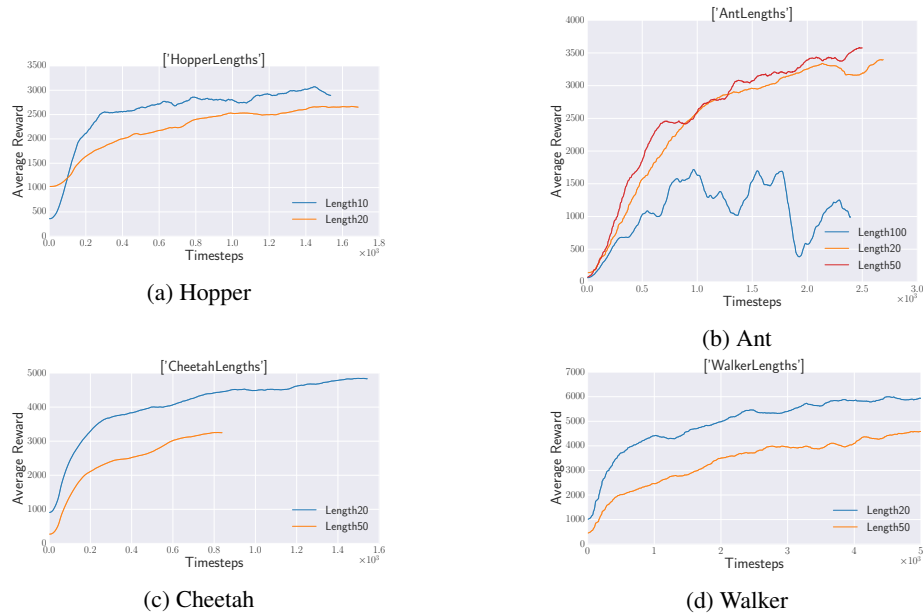 ['HopperLengths']
3500
3000
2500
2000
1500
1000
500
0
Average Reward
Length10
Length20
0.0 0.2 0.4 0.6 0.8 1.0 1.2 1.4 1.6 1.8
×10³
Timesteps
(a) Hopper
['AntLengths']
4000
3500
3000
2500
2000
1500
1000
500
0
Average Reward
Length100
Length20
Length50
0.0 0.5 1.0 1.5 2.0 2.5 3.0
×10³
Timesteps
(b) Ant
['CheetahLengths']
5000
4000
3000
2000
1000
0
Average Reward
Length20
Length50
0.0 0.2 0.4 0.6 0.8 1.0 1.2 1.4 1.6
×10³
Timesteps
(c) Cheetah
['WalkerLengths']
7000
6000
5000
4000
3000
2000
1000
0
Average Reward
Length20
Length50
0 1 2 3 4 5
×10³
Timesteps
(d) Walker